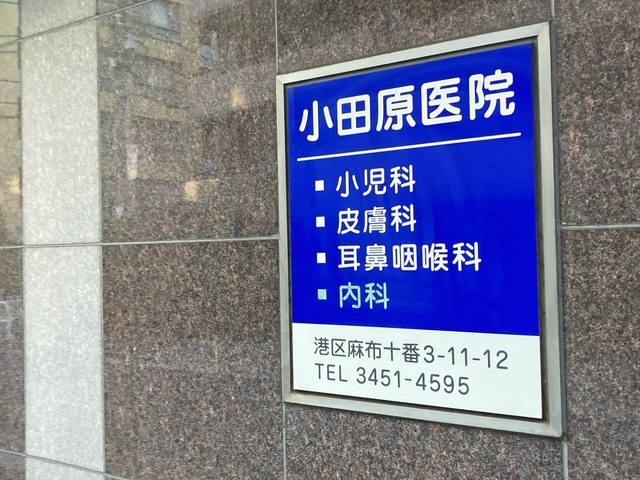 小田原医院
■ 小児科
■ 皮膚科
■ 耳鼻咽喉科
■ 内科
港区麻布十番3-11-12
TEL 3451-4595